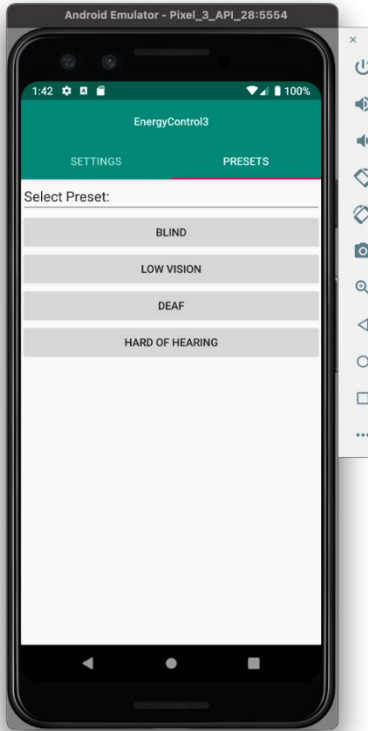 Android Emulator - Pixel_3_API_28:5554
1:42 100%
EnergyControl3
SETTINGS PRESETS
Select Preset:
BLIND
LOW VISION
DEAF
HARD OF HEARING